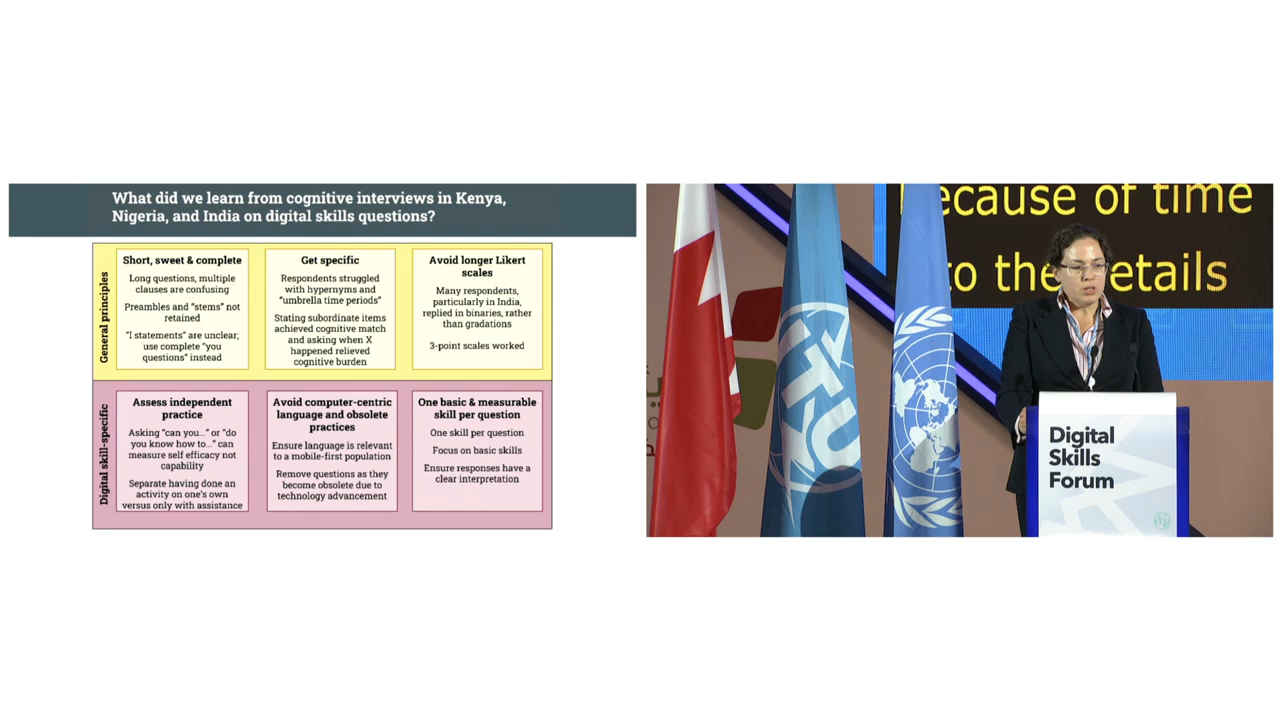 What did we learn from cognitive interviews in Kenya,
Nigeria, and India on digital skills questions?
General principles
Short, sweet & complete
Long questions, multiple
clauses are confusing
Preambles and “stems” not
retained
“I statements” are unclear,
use complete “you
questions” instead
Get specific
Respondents struggled
with hypernyms and
“umbrella time periods”
Stating subordinate items
achieved cognitive match
and asking when X
happened relieved
cognitive burden
Avoid longer Likert
scales
Many respondents,
particularly in India,
replied in binaries, rather
than gradations
3-point scales worked
Digital skill-specific
Assess independent
practice
Asking “can you...” or “do
you know how to...” can
measure self efficacy not
capability
Separate having done an
activity on one's own
versus only with assistance
Avoid computer-centric
language and obsolete
practices
Ensure language is relevant
to a mobile-first population
Remove questions as they
become obsolete due to
technology advancement
One basic & measurable
skill per question
One skill per question
Focus on basic skills
Ensure responses have a
clear interpretation
ecause of time
to the details
ITU
Digital
Skills
Forum